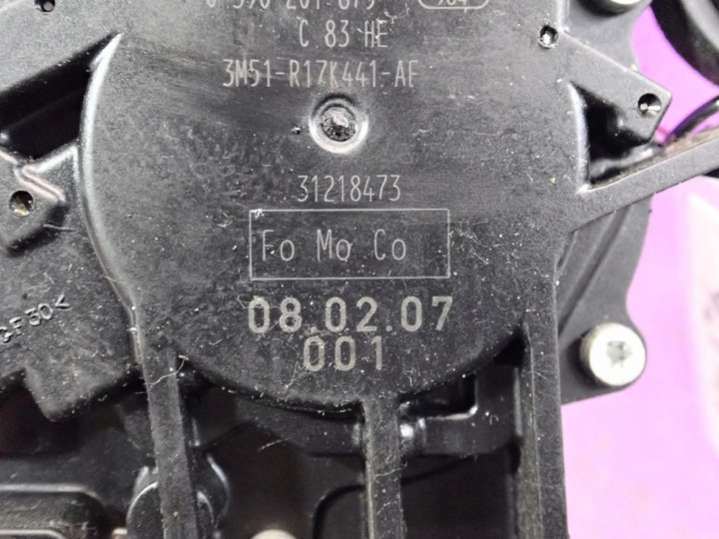 C 83 HE
3M51-R17K441-AF
31218473
Fo Mo Co
08.02.07
001